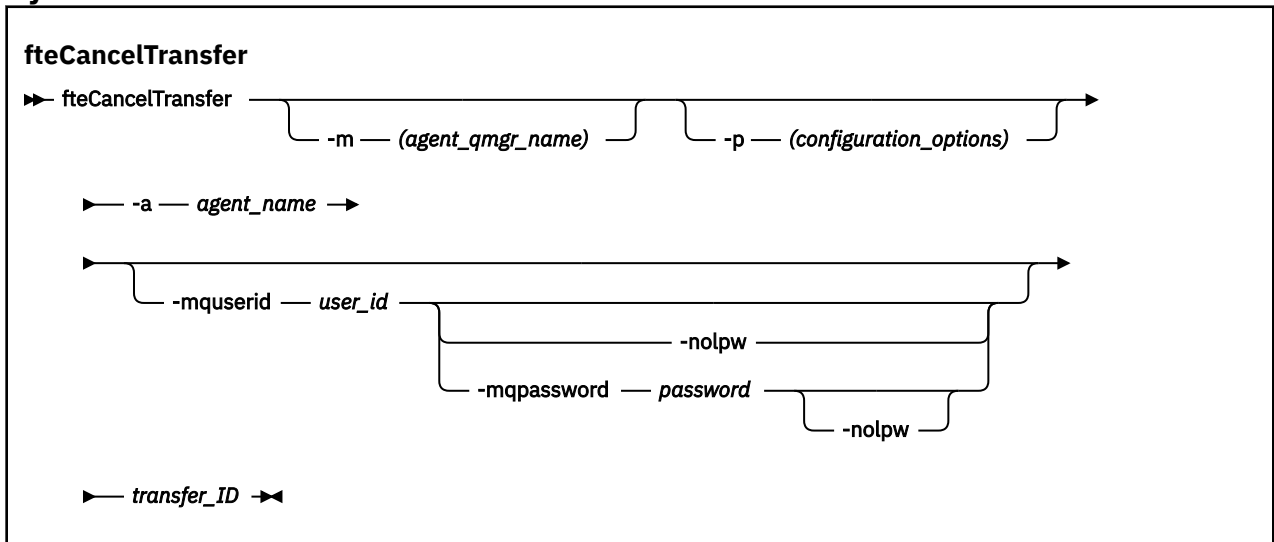 fteCancelTransfer
fteCancelTransfer
-m (agent_qmgr_name) -p (configuration_options)
-a agent_name
-mquserid user_id
-nolpw
-mqpassword password
-nolpw
transfer_ID